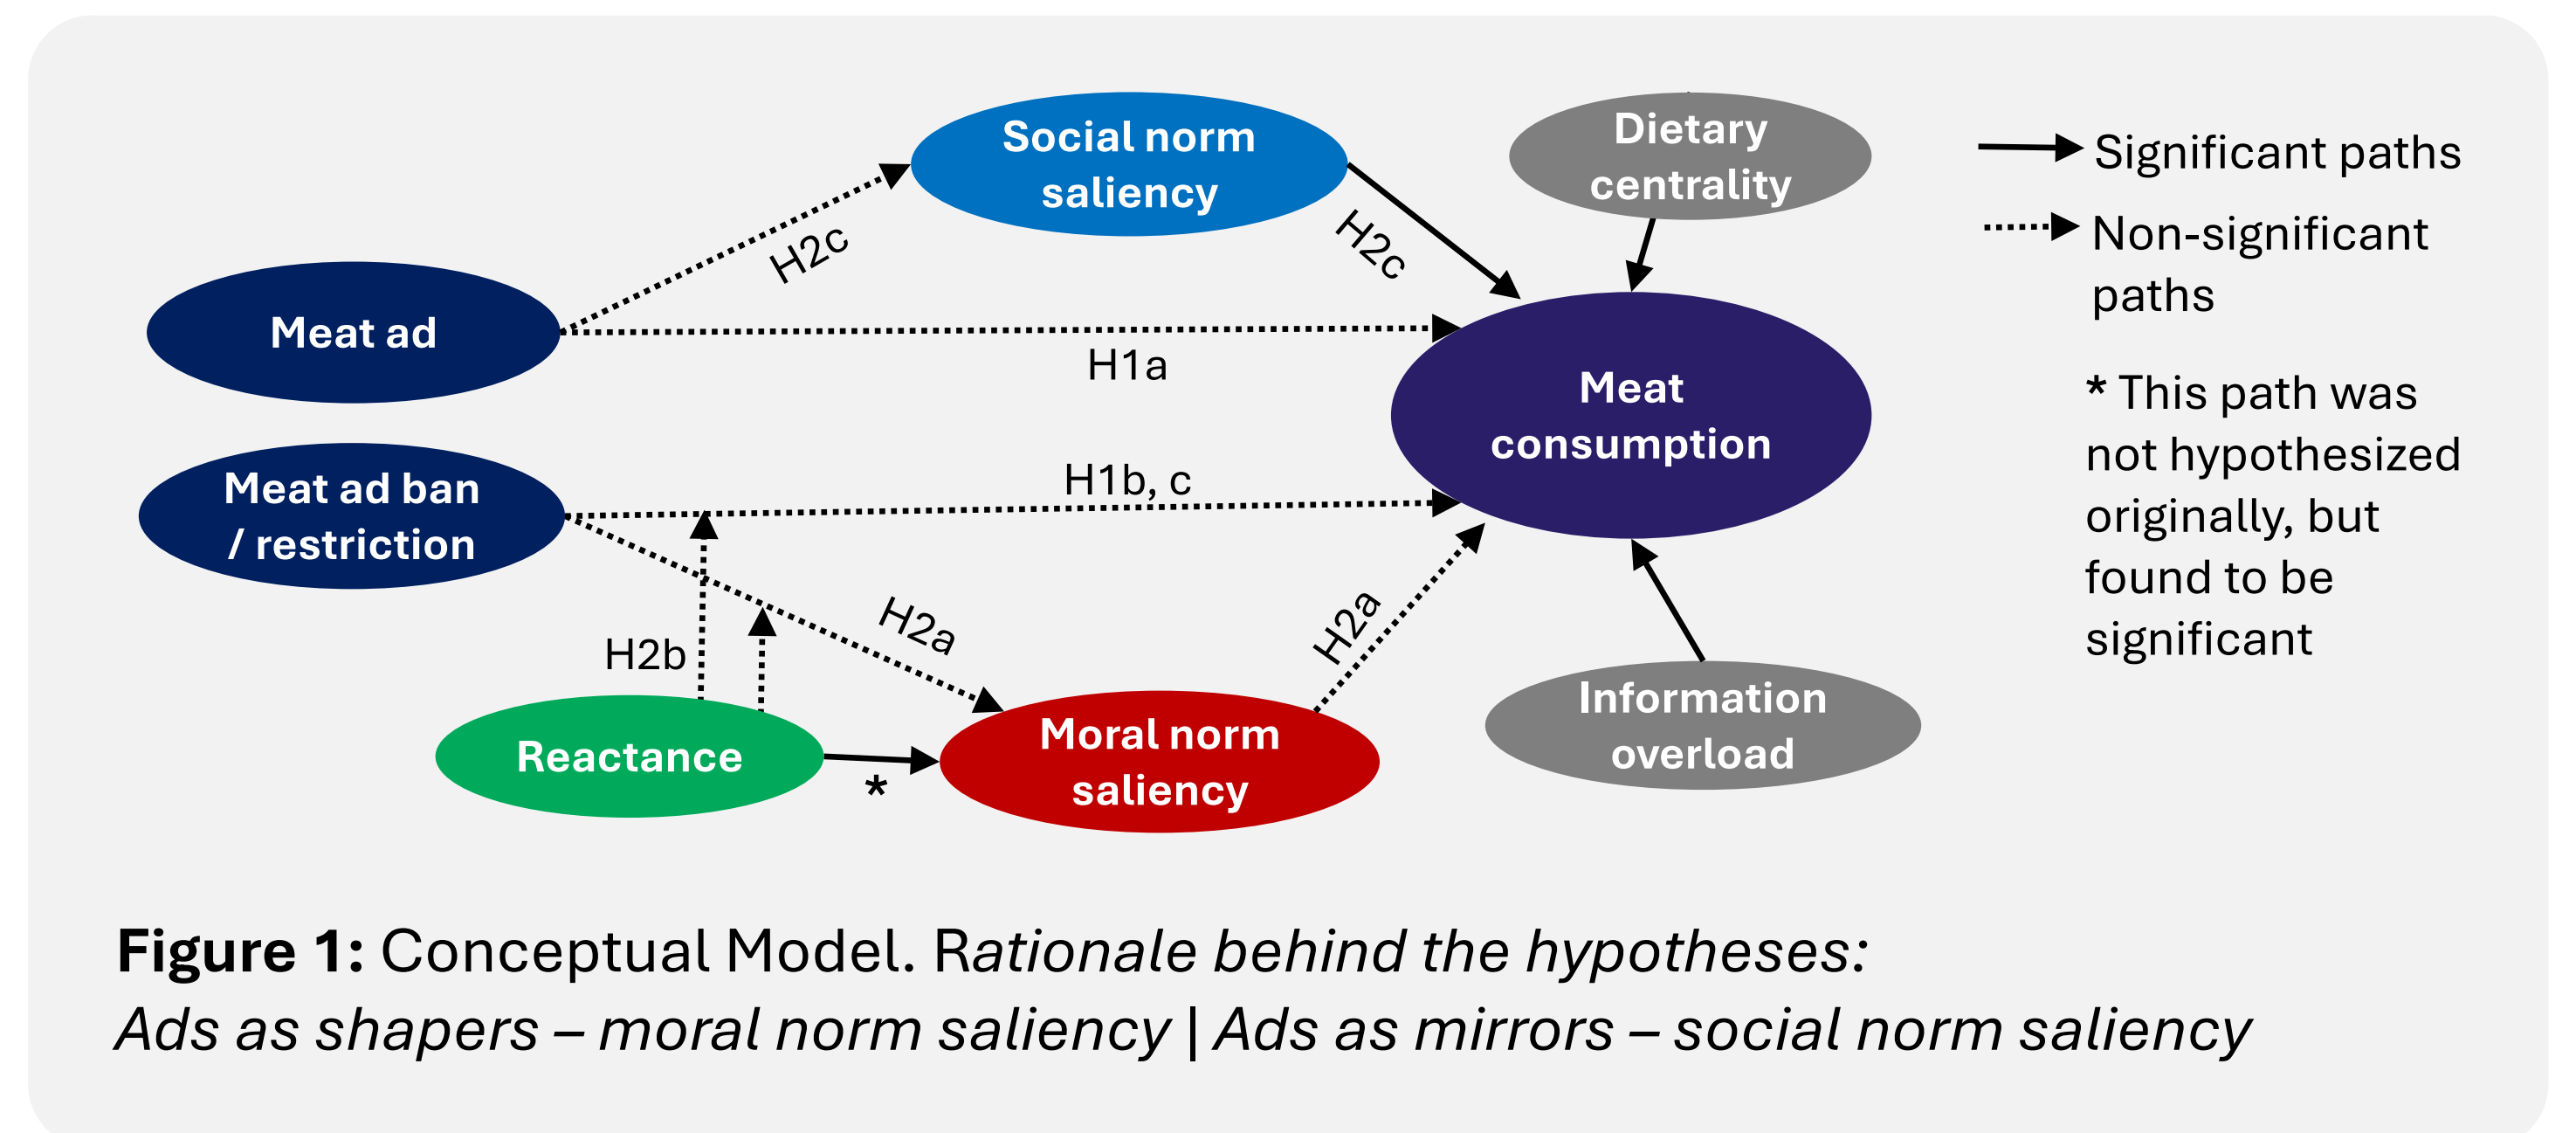 Social norm
saliency
Dietary
centrality
Significant paths
Non-significant
paths
H2c
H2c
Meat ad
H1a
Meat
consumption
* This path was
not hypothesized
originally, but
found to be
significant
Meat ad ban
/ restriction
H1b, c
H2a
H2a
H2b
Reactance
*
Moral norm
saliency
Information
overload
Figure 1: Conceptual Model. Rationale behind the hypotheses:
Ads as shapers – moral norm saliency | Ads as mirrors – social norm saliency